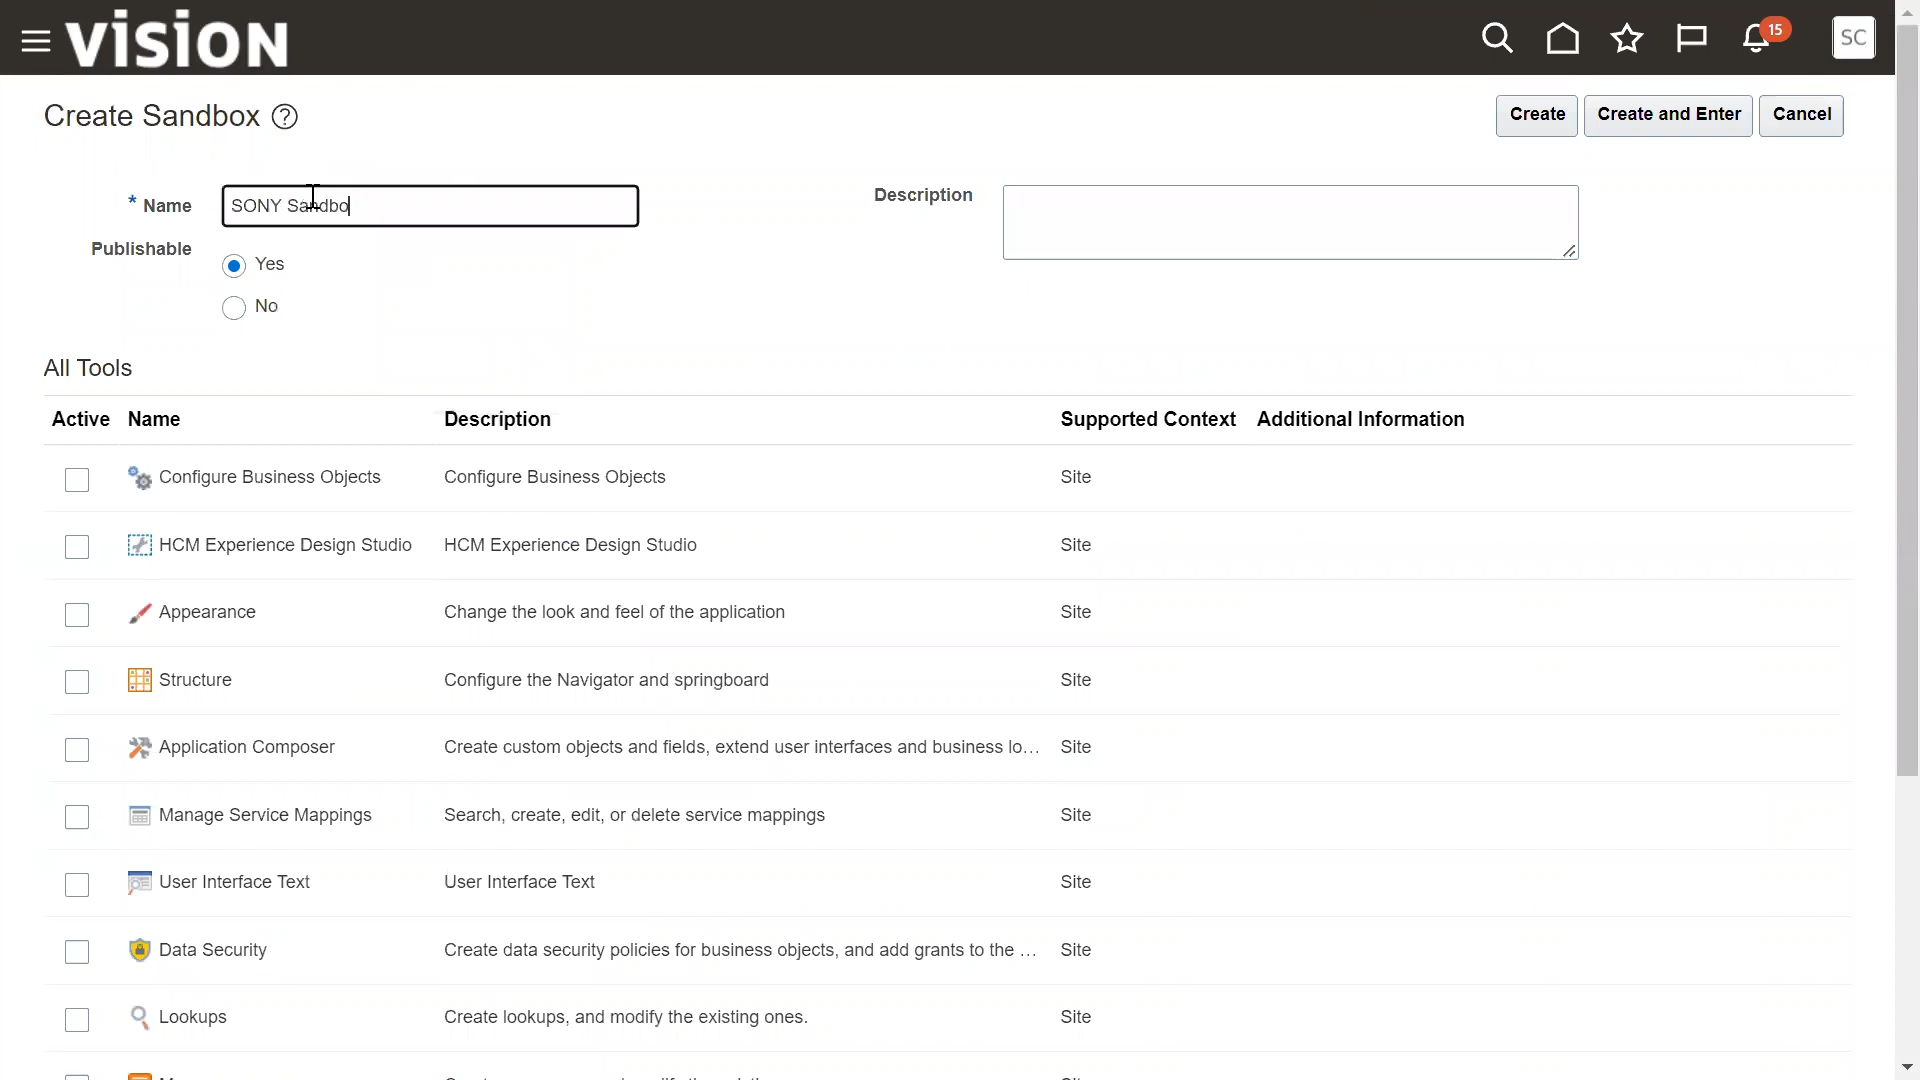 vision
15
SC
Create Sandbox ?
Create
Create and Enter
Cancel
* Name
SONY Sandbo
Description
Publishable
Yes
No
All Tools
Active Name Description Supported Context Additional Information
Configure Business Objects Configure Business Objects Site
HCM Experience Design Studio HCM Experience Design Studio Site
Appearance Change the look and feel of the application Site
Structure Configure the Navigator and springboard Site
Application Composer Create custom objects and fields, extend user interfaces and business lo... Site
Manage Service Mappings Search, create, edit, or delete service mappings Site
User Interface Text User Interface Text Site
Data Security Create data security policies for business objects, and add grants to the ... Site
Lookups Create lookups, and modify the existing ones. Site